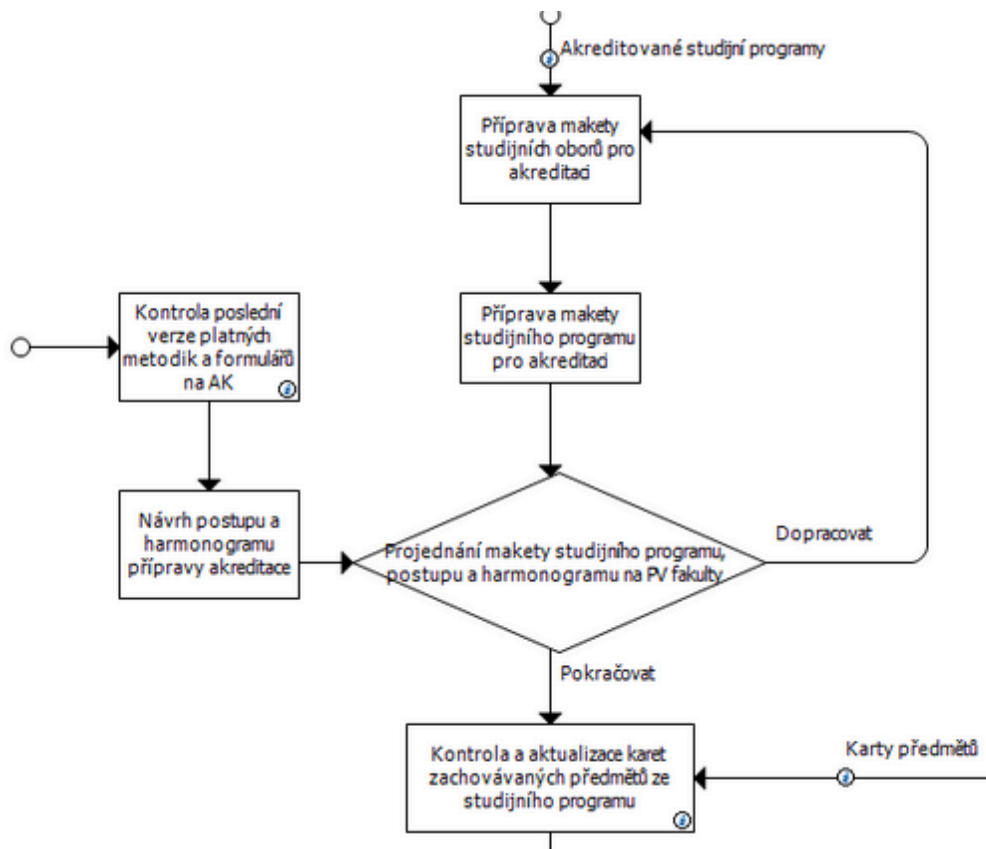 Akreditované studijní programy
Příprava makety
studijních oborů pro
akreditaci
Kontrola poslední
verze platných
metodik a formulářů
na AK
Příprava makety
studijního programu
pro akreditaci
Návrh postupu a
harmonogramu
přípravy akreditace
Projednání makety studijního programu,
postupu a harmonogramu na PV fakulty
Dopracovat
Pokračovat
Kontrola a aktualizace karet
zachovávaných předmětů ze
studijního programu
Karty předmětů